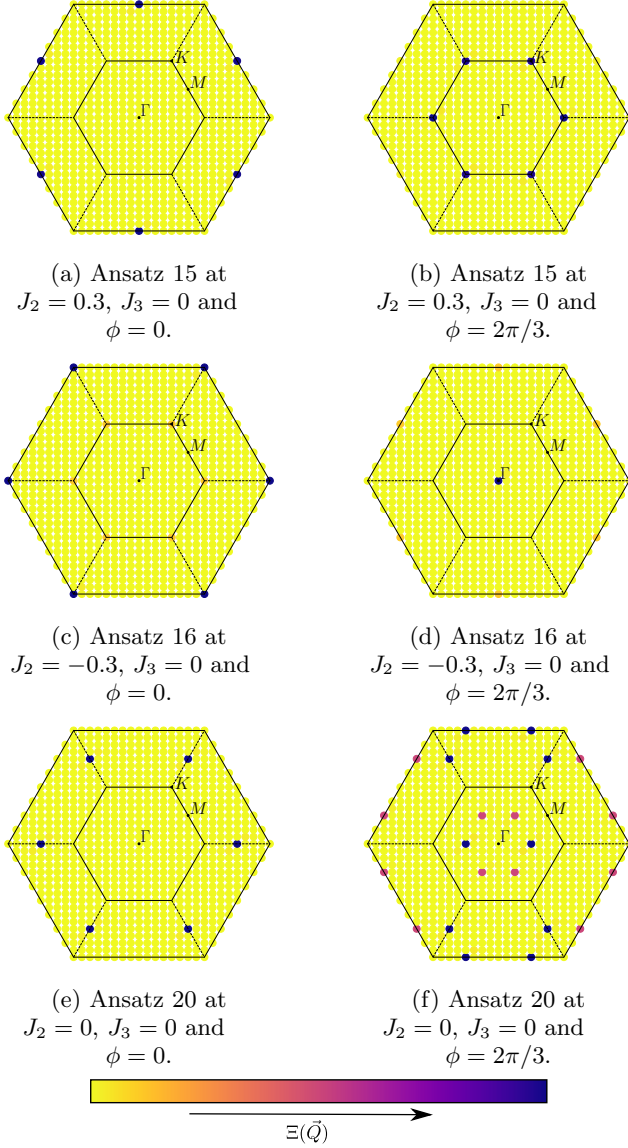 K
M
Γ
K
M
Γ
(a) Ansatz 15 at
J₂ = 0.3, J₃ = 0 and
ϕ = 0.
(b) Ansatz 15 at
J₂ = 0.3, J₃ = 0 and
ϕ = 2π/3.
K
M
Γ
K
M
Γ
(c) Ansatz 16 at
J₂ = −0.3, J₃ = 0 and
ϕ = 0.
(d) Ansatz 16 at
J₂ = −0.3, J₃ = 0 and
ϕ = 2π/3.
K
M
Γ
K
M
Γ
(e) Ansatz 20 at
J₂ = 0, J₃ = 0 and
ϕ = 0.
(f) Ansatz 20 at
J₂ = 0, J₃ = 0 and
ϕ = 2π/3.
Ξ(Q⃗)